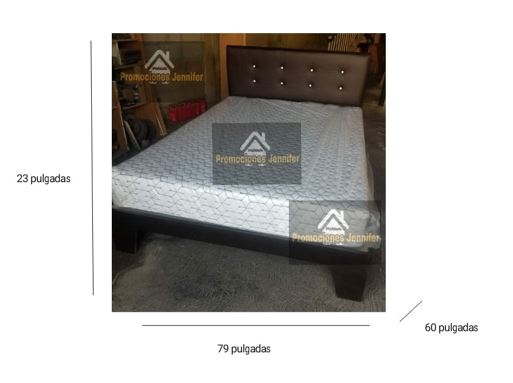 Promociones Jennifer
Promociones Jennifer
Promociones Jennifer
23 pulgadas
60 pulgadas
79 pulgadas